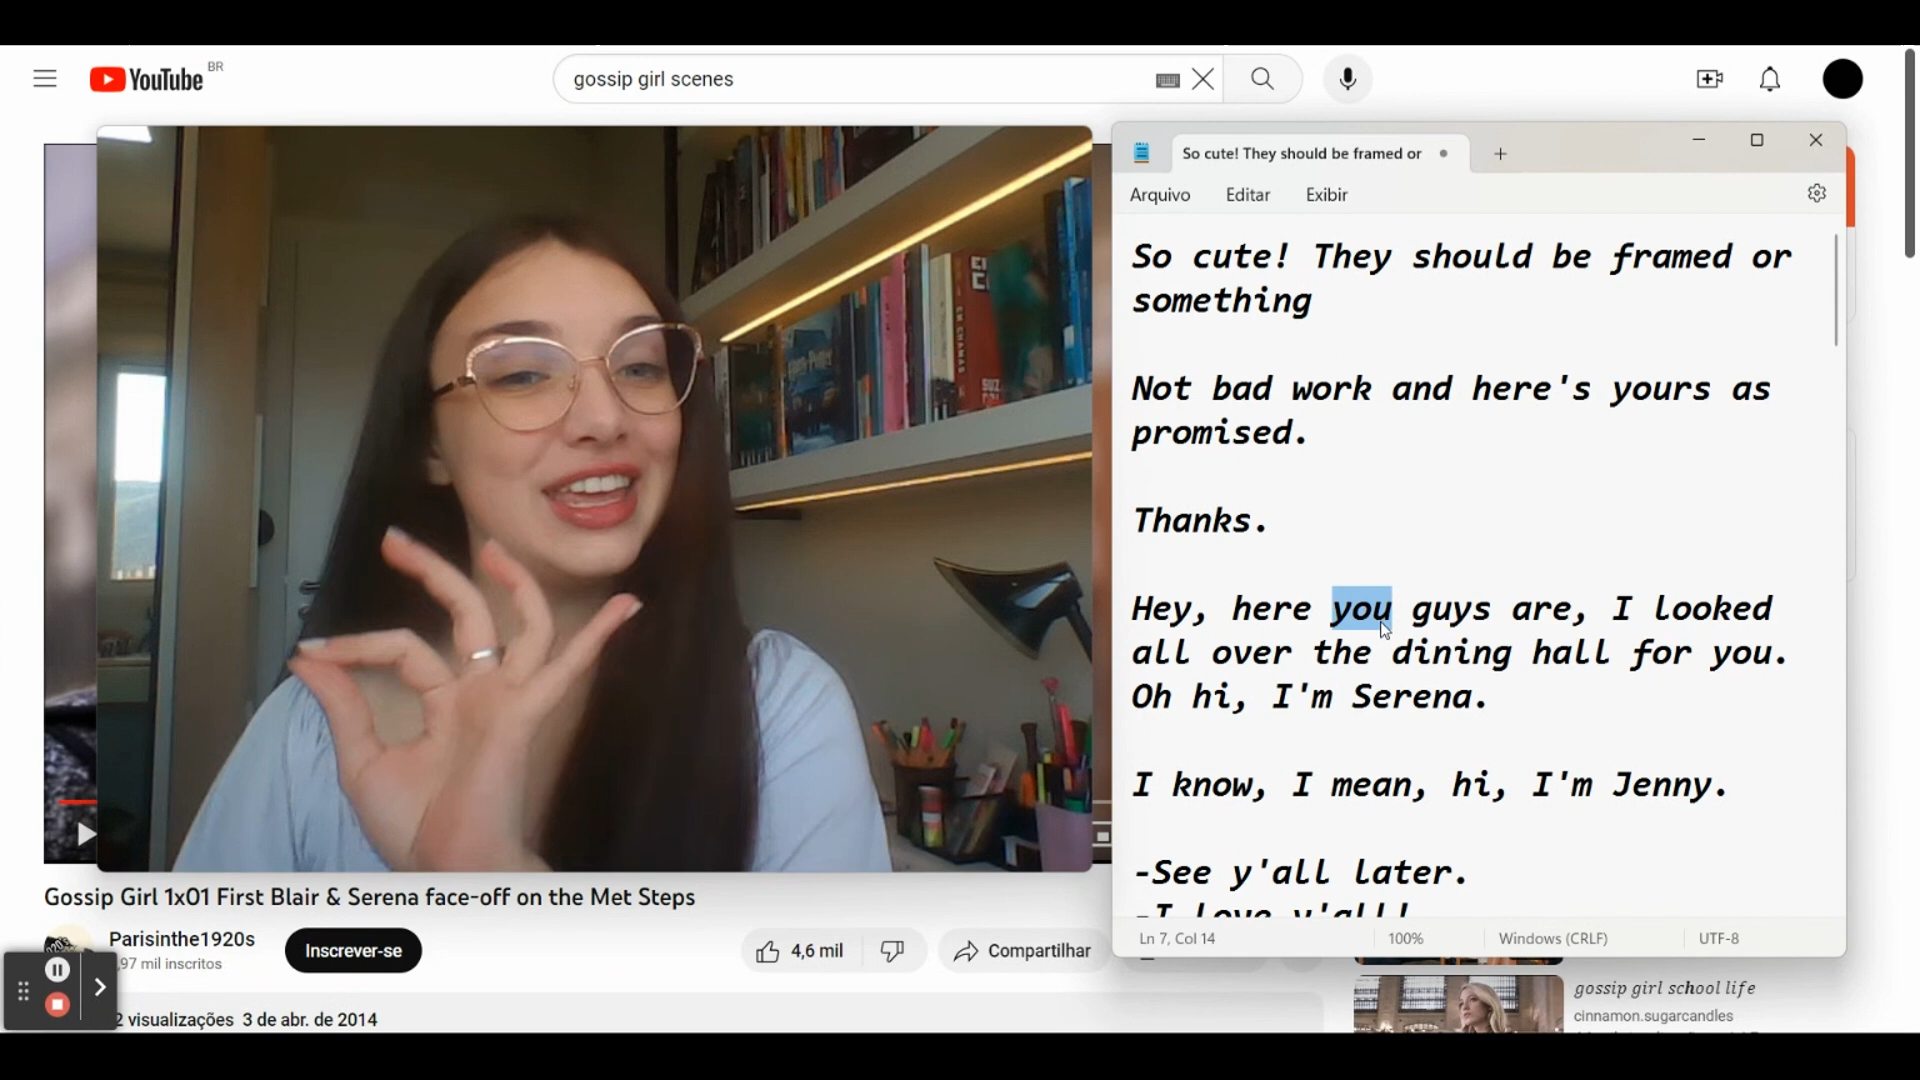 YouTube BR
gossip girl scenes
So cute! They should be framed or
Arquivo Editar Exibir
So cute! They should be framed or
something
Not bad work and here's yours as
promised.
Thanks.
Hey, here you guys are, I looked
all over the dining hall for you.
Oh hi, I'm Serena.
I know, I mean, hi, I'm Jenny.
-See y'all later.
-I love y'all!
Ln 7, Col 14 100% Windows (CRLF) UTF-8
Gossip Girl 1x01 First Blair & Serena face-off on the Met Steps
Parisinthe1920s
,97 mil inscritos
Inscrever-se
4,6 mil
Compartilhar
2 visualizações 3 de abr. de 2014
gossip girl school life
cinnamon.sugarcandles